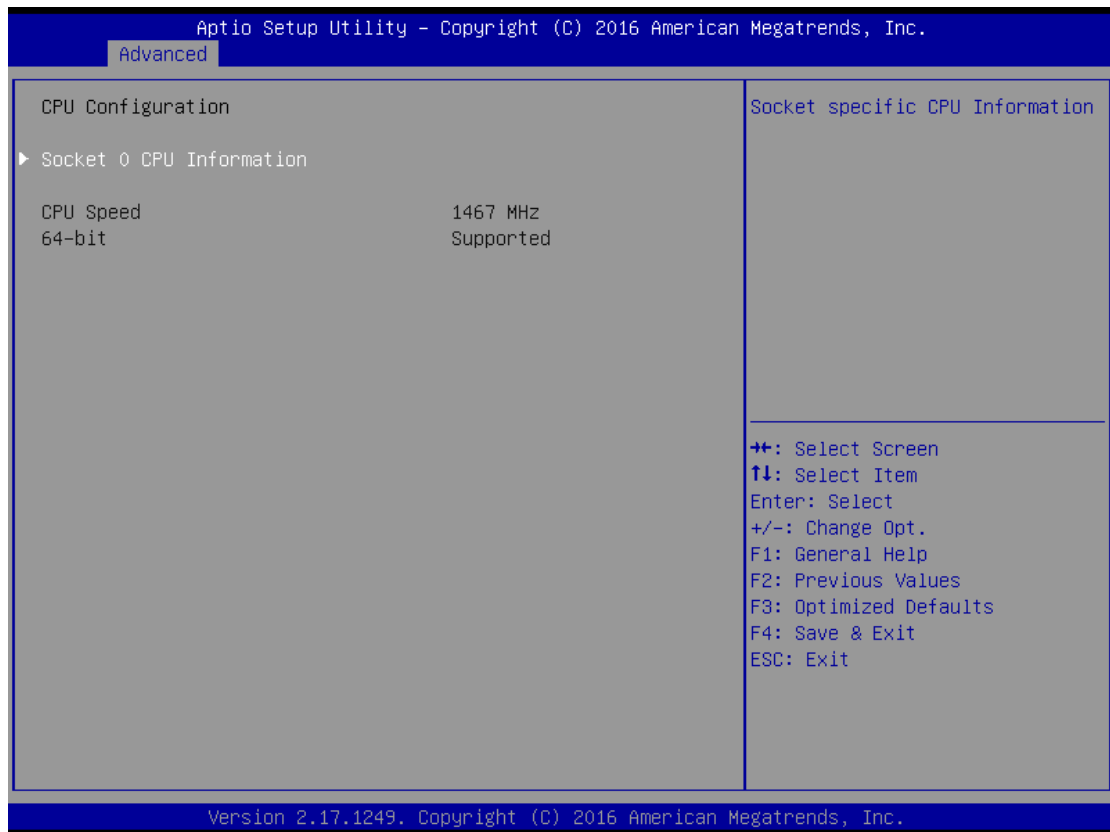 Aptio Setup Utility – Copyright (C) 2016 American Megatrends, Inc.
Advanced
CPU Configuration
Socket 0 CPU Information
CPU Speed 1467 MHz
64-bit Supported
Socket specific CPU Information
→←: Select Screen
↑↓: Select Item
Enter: Select
+/-: Change Opt.
F1: General Help
F2: Previous Values
F3: Optimized Defaults
F4: Save & Exit
ESC: Exit
Version 2.17.1249. Copyright (C) 2016 American Megatrends, Inc.